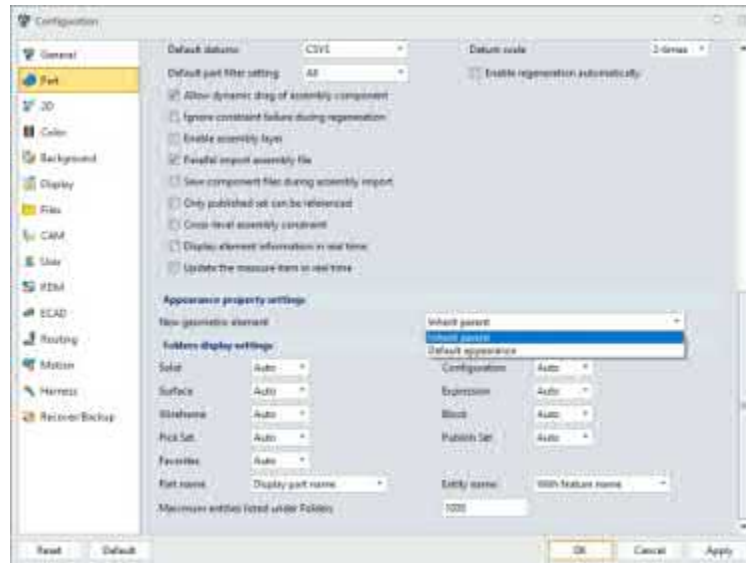 Configuration
General
Part
2D
Color
Background
Display
Files
CAM
User
PDM
ECAD
Routing
Motion
Harness
Recover/Backup
Default datums CSYS Datum scale 2-times
Default part filter setting All Enable regeneration automatically
Allow dynamic drag of assembly component
Ignore constraint failure during regeneration
Enable assembly layer
Parallel import assembly file
Save component files during assembly import
Only published set can be referenced
Cross-level assembly constraint
Display element information in real time
Update the measure item in real time
Appearance property settings
New geometric element Inherit parent
Inherit parent
Default appearance
Folders display settings
Solid Auto Configuration Auto
Surface Auto Expression Auto
Wireframe Auto Block Auto
Pick Set Auto Publish Set Auto
Favorites Auto
Part name Display part name Entity name With feature name
Maximum entities listed under Folders 1000
Reset Default OK Cancel Apply